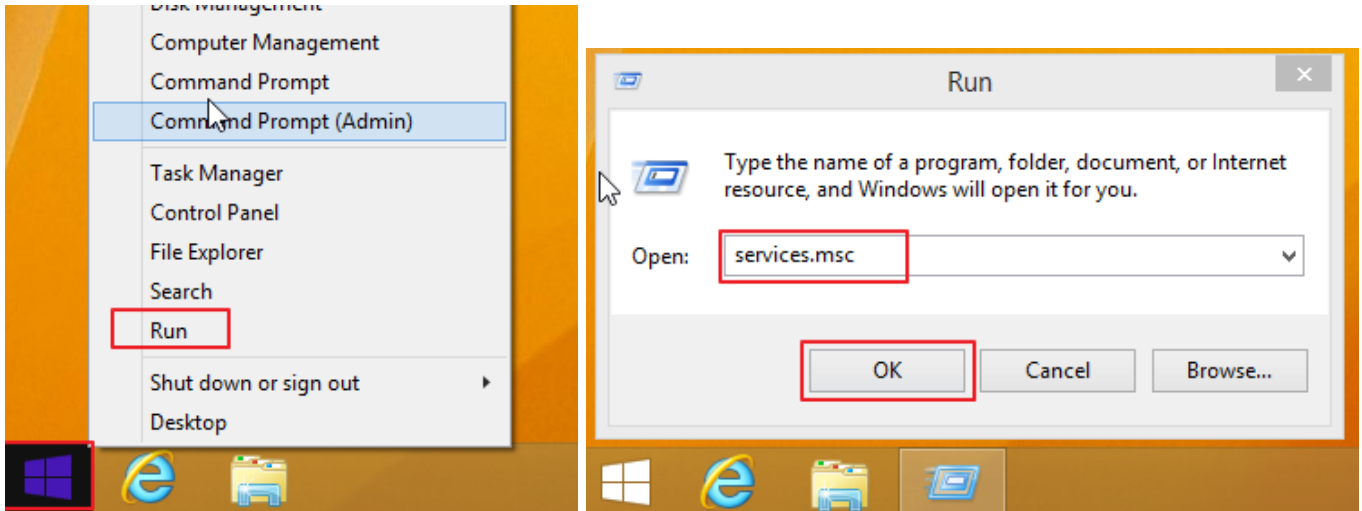 Disk Management
Computer Management
Command Prompt
Command Prompt (Admin)
Task Manager
Control Panel
File Explorer
Search
Run
Shut down or sign out
Desktop
Run
Type the name of a program, folder, document, or Internet
resource, and Windows will open it for you.
Open: services.msc
OK Cancel Browse...